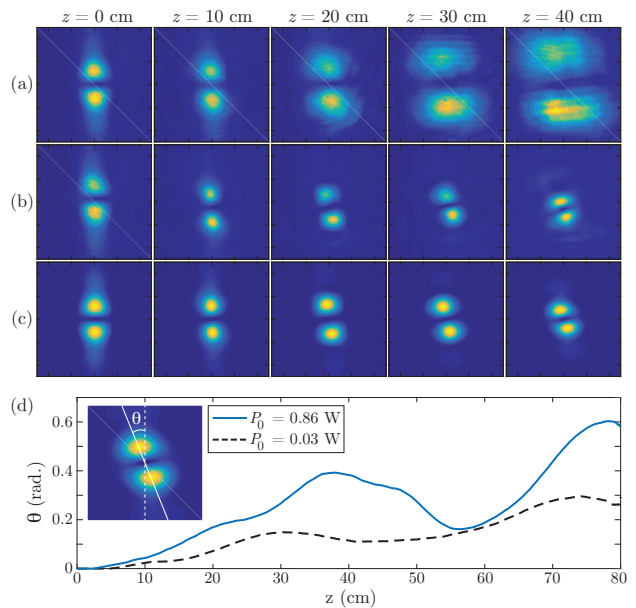 z = 0 cm z = 10 cm z = 20 cm z = 30 cm z = 40 cm
(a)
(b)
(c)
(d)
θ
P₀ = 0.86 W
P₀ = 0.03 W
θ (rad.)
0.6
0.4
0.2
0
0 10 20 30 40 50 60 70 80
z (cm)